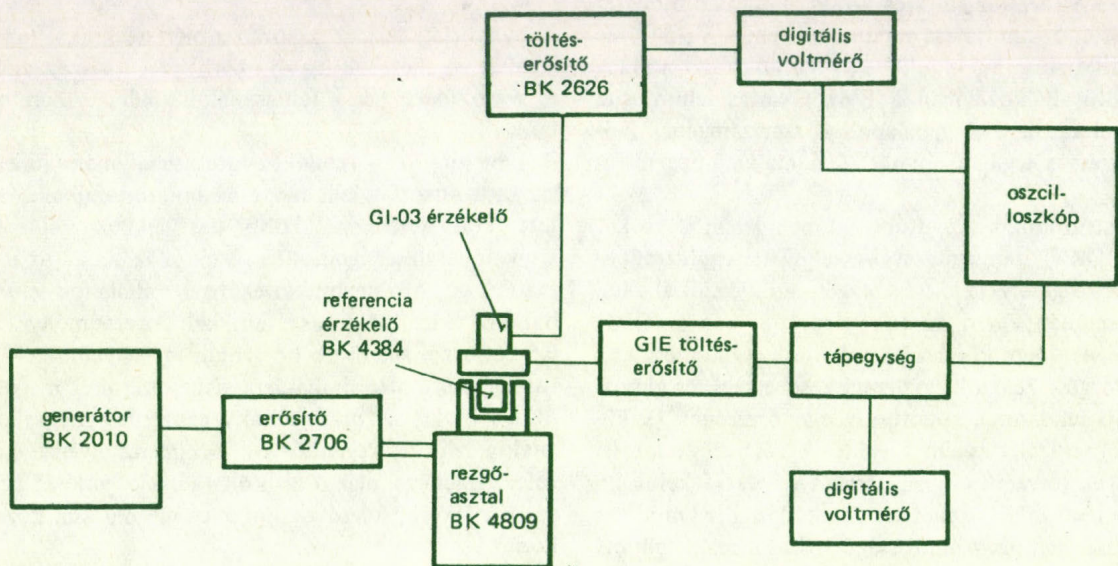 töltés-
erősítő
BK 2626
digitális
voltmérő
oszcil-
loszkóp
GI-03 érzékelő
referencia
érzékelő
BK 4384
GIE töltés-
erősítő
tápegység
generátor
BK 2010
erősítő
BK 2706
rezgő-
asztal
BK 4809
digitális
voltmérő